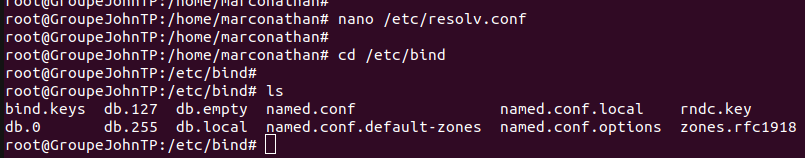 root@GroupeJohnTP:/home/marconathan#
root@GroupeJohnTP:/home/marconathan# nano /etc/resolv.conf
root@GroupeJohnTP:/home/marconathan#
root@GroupeJohnTP:/home/marconathan# cd /etc/bind
root@GroupeJohnTP:/etc/bind#
root@GroupeJohnTP:/etc/bind# ls
bind.keys  db.127  db.empty  named.conf                named.conf.local    rndc.key
db.0       db.255  db.local  named.conf.default-zones  named.conf.options  zones.rfc1918
root@GroupeJohnTP:/etc/bind#